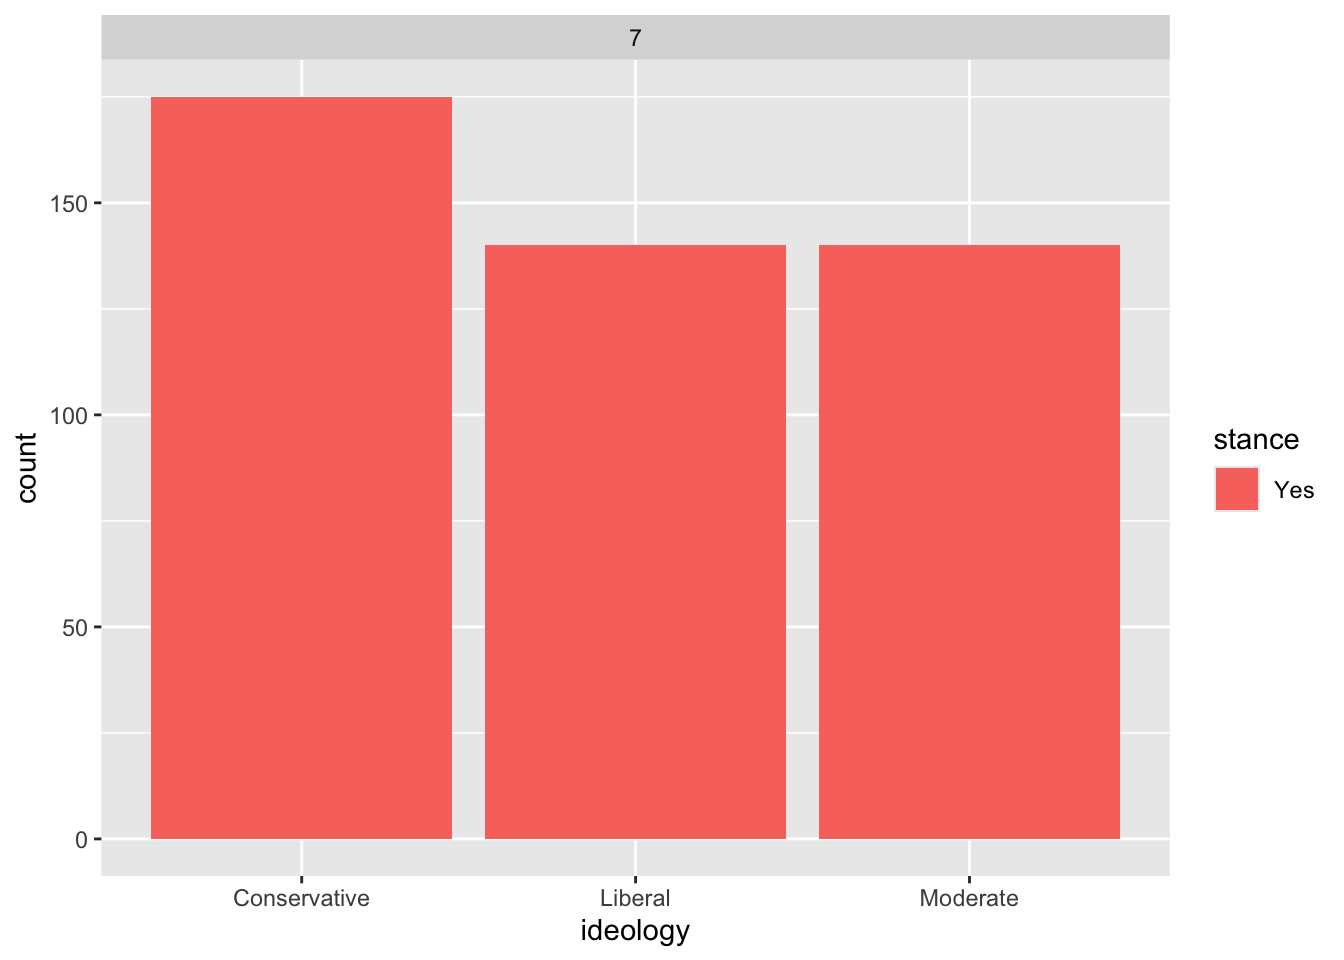 7
150
100
50
0
count
Conservative
Liberal
Moderate
ideology
stance
Yes